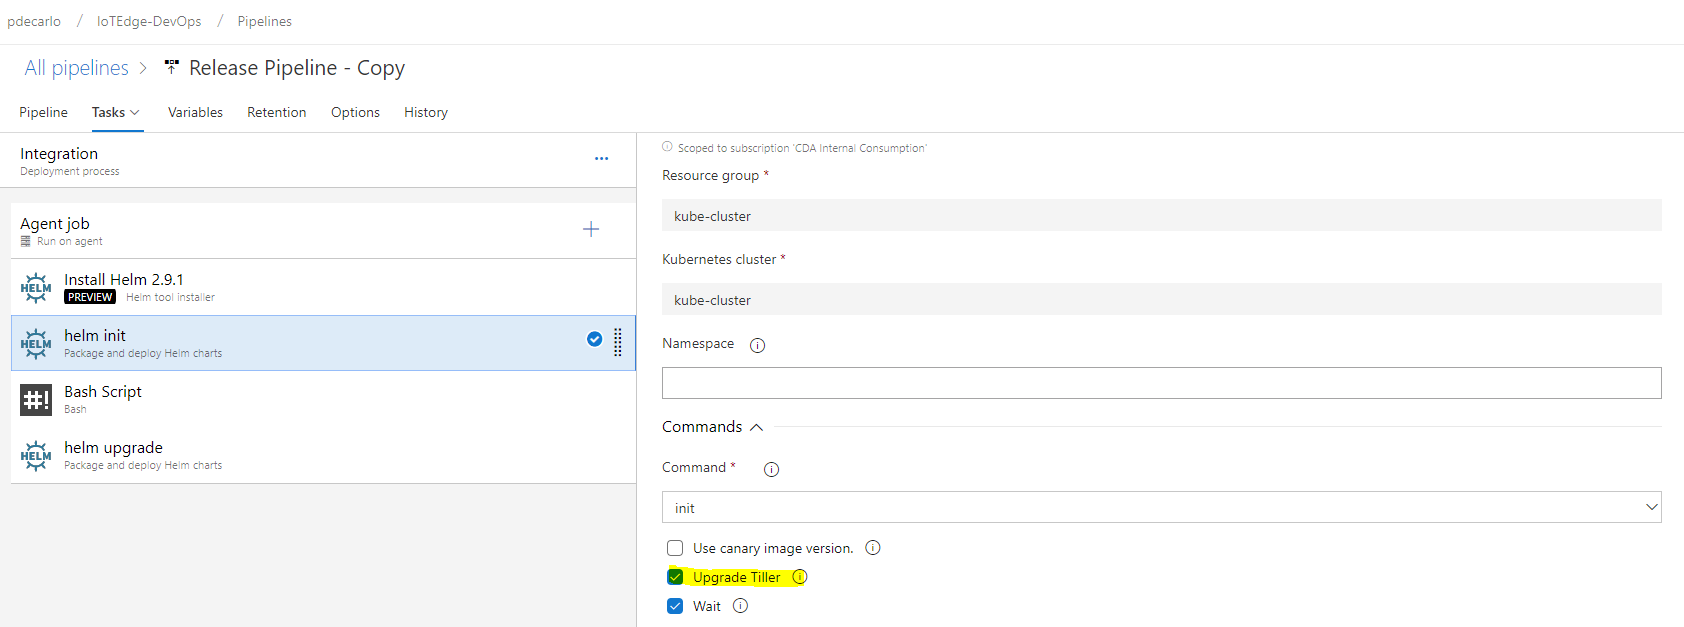 pdecarlo / IoTEdge-DevOps / Pipelines
All pipelines > Release Pipeline - Copy
Pipeline Tasks Variables Retention Options History
Integration
Deployment process
...
Agent job
Run on agent
+
HELM
Install Helm 2.9.1
PREVIEW Helm tool installer
HELM
helm init
Package and deploy Helm charts
#!
Bash Script
Bash
HELM
helm upgrade
Package and deploy Helm charts
Scoped to subscription 'CDA Internal Consumption'
Resource group *
kube-cluster
Kubernetes cluster *
kube-cluster
Namespace
Commands
Command *
init
Use canary image version.
Upgrade Tiller
Wait